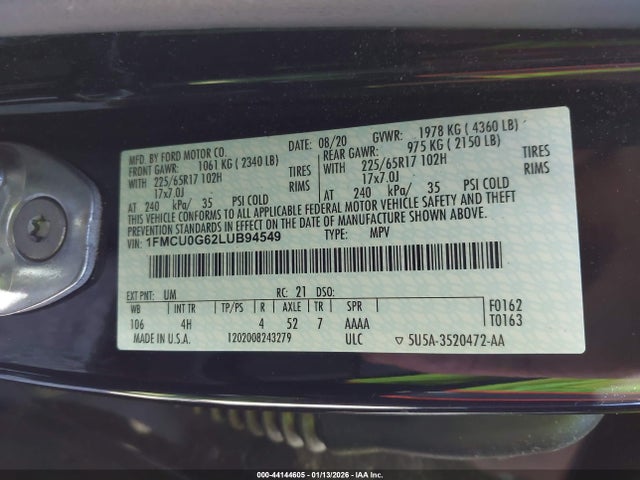 MFD. BY FORD MOTOR CO. DATE: 08/20 GVWR: 1978 KG ( 4360 LB)
FRONT GAWR: 1061 KG ( 2340 LB) REAR GAWR: 975 KG ( 2150 LB)
WITH 225/65R17 102H TIRES WITH 225/65R17 102H TIRES
17x7.0J RIMS 17x7.0J RIMS
AT 240 kPa/ 35 PSI COLD AT 240 kPa/ 35 PSI COLD
THIS VEHICLE CONFORMS TO ALL APPLICABLE FEDERAL MOTOR VEHICLE SAFETY AND THEFT
PREVENTION STANDARDS IN EFFECT ON THE DATE OF MANUFACTURE SHOWN ABOVE.
VIN: 1FMCU0G62LUB94549 TYPE: MPV
EXT PNT: UM RC: 21 DSO:
WB INT TR TP/PS R AXLE TR SPR F0162
106 4H 4 52 7 AAAA T0163
MADE IN U.S.A. 1202008243279 ULC ▽ 5U5A-3520472-AA
000-44144605 | 01/13/2026 | IAA, Inc.